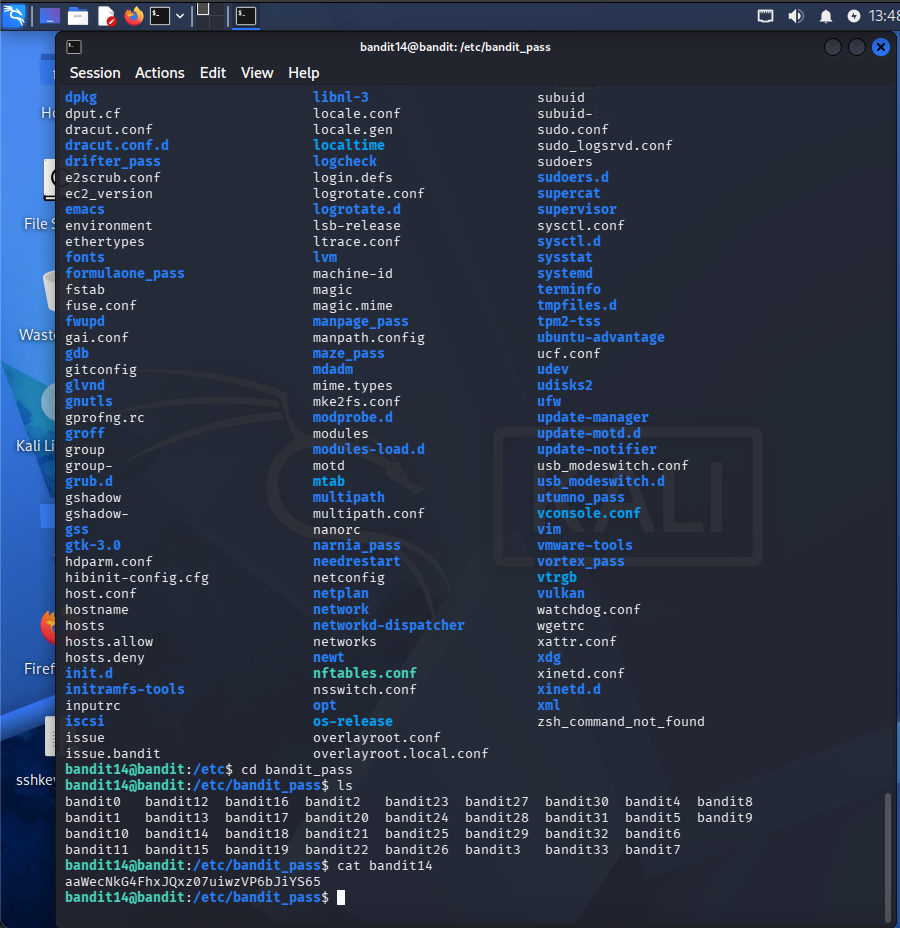 13:48
bandit14@bandit: /etc/bandit_pass
Session Actions Edit View Help
dpkg libnl-3 subuid
dput.cf locale.conf subuid-
dracut.conf locale.gen sudo.conf
dracut.conf.d localtime sudo_logsrvd.conf
drifter_pass logcheck sudoers
e2scrub.conf login.defs sudoers.d
ec2_version logrotate.conf supercat
emacs logrotate.d supervisor
environment lsb-release sysctl.conf
ethertypes ltrace.conf sysctl.d
fonts lvm sysstat
formulaone_pass machine-id systemd
fstab magic terminfo
fuse.conf magic.mime tmpfiles.d
fwupd manpage_pass tpm2-tss
gai.conf manpath.config ubuntu-advantage
gdb maze_pass ucf.conf
gitconfig mdadm udev
glvnd mime.types udisks2
gnutls mke2fs.conf ufw
gprofng.rc modprobe.d update-manager
groff modules update-motd.d
group modules-load.d update-notifier
group- motd usb_modeswitch.conf
grub.d mtab usb_modeswitch.d
gshadow multipath utumno_pass
gshadow- multipath.conf vconsole.conf
gss nanorc vim
gtk-3.0 narnia_pass vmware-tools
hdparm.conf needrestart vortex_pass
hibinit-config.cfg netconfig vtrgb
host.conf netplan vulkan
hostname network watchdog.conf
hosts networkd-dispatcher wgetrc
hosts.allow networks xattr.conf
hosts.deny newt xdg
init.d nftables.conf xinetd.conf
initramfs-tools nsswitch.conf xinetd.d
inputrc opt xml
iscsi os-release zsh_command_not_found
issue overlayroot.conf
issue.bandit overlayroot.local.conf
bandit14@bandit:/etc$ cd bandit_pass
bandit14@bandit:/etc/bandit_pass$ ls
bandit0 bandit12 bandit16 bandit2 bandit23 bandit27 bandit30 bandit4 bandit8
bandit1 bandit13 bandit17 bandit20 bandit24 bandit28 bandit31 bandit5 bandit9
bandit10 bandit14 bandit18 bandit21 bandit25 bandit29 bandit32 bandit6
bandit11 bandit15 bandit19 bandit22 bandit26 bandit3 bandit33 bandit7
bandit14@bandit:/etc/bandit_pass$ cat bandit14
aaWecNkG4FhxJQxz07uiwzVP6bJiYS65
bandit14@bandit:/etc/bandit_pass$
KALI
File
Kali Li
Firef
sshke